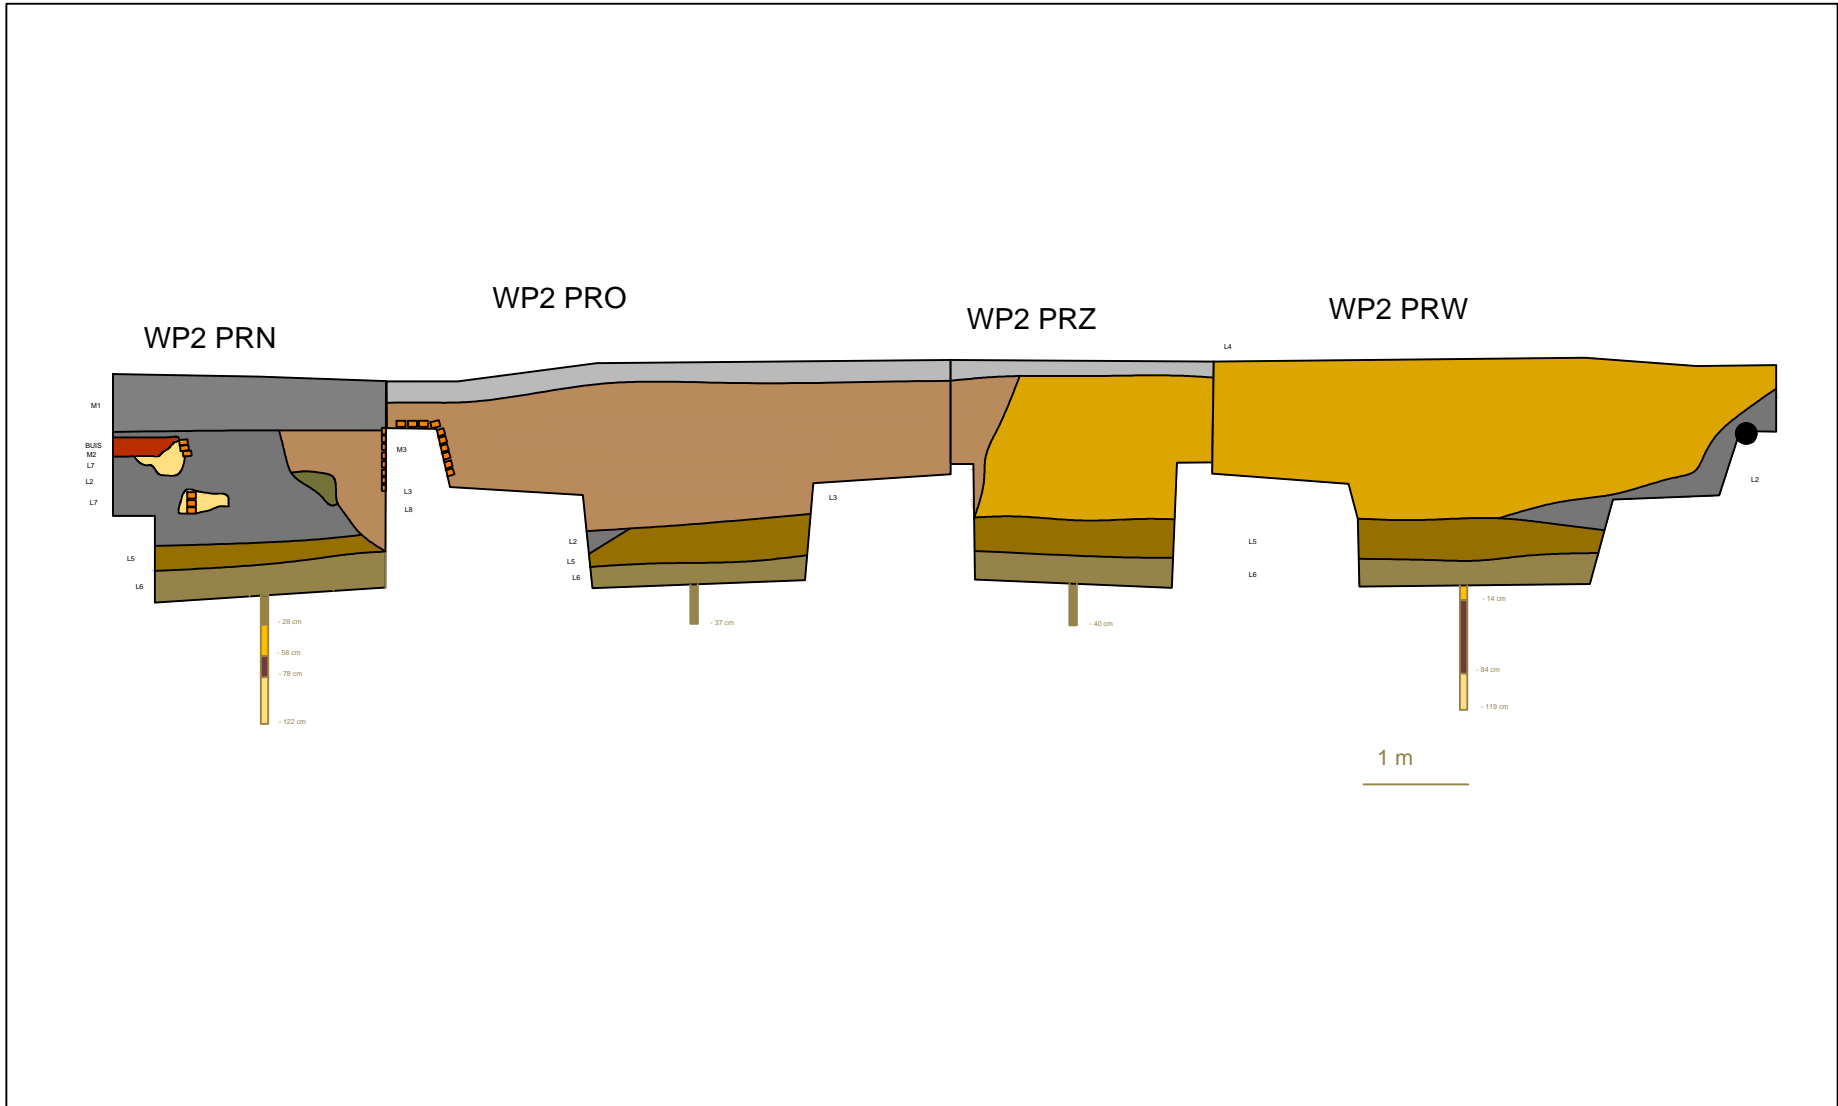 WP2 PRO
WP2 PRW
WP2 PRZ
WP2 PRN
L4
M1
BUIS
M2
M3
L7
L2
L2
L3
L3
L7
L8
L2
L5
L5
L5
L6
L6
L6
- 14 cm
- 28 cm
- 37 cm
- 40 cm
- 58 cm
- 84 cm
- 78 cm
- 119 cm
- 122 cm
1 m